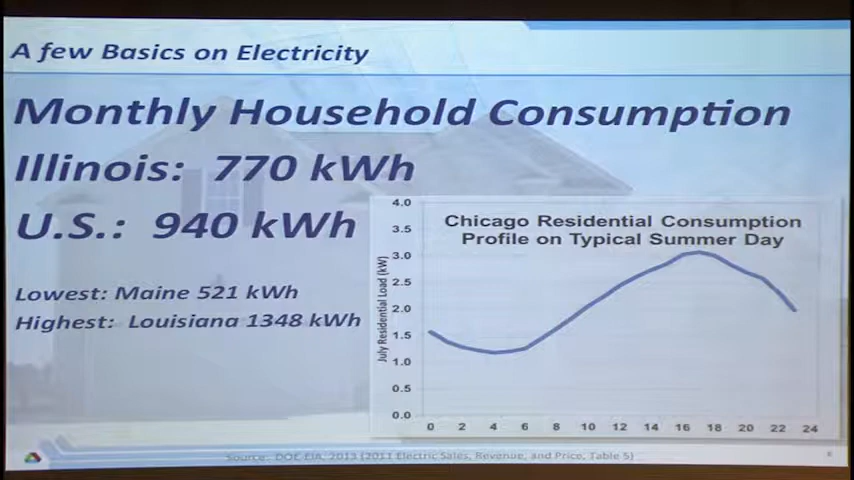 A few Basics on Electricity
Monthly Household Consumption
Illinois: 770 kWh
U.S.: 940 kWh
Lowest: Maine 521 kWh
Highest: Louisiana 1348 kWh
Chicago Residential Consumption
Profile on Typical Summer Day
July Residential Load (kW)
4.0
3.5
3.0
2.5
2.0
1.5
1.0
0.5
0.0
0 2 4 6 8 10 12 14 16 18 20 22 24
Source: DOE-EIA, 2013 (2011 Electric Sales, Revenue, and Price, Table 5)